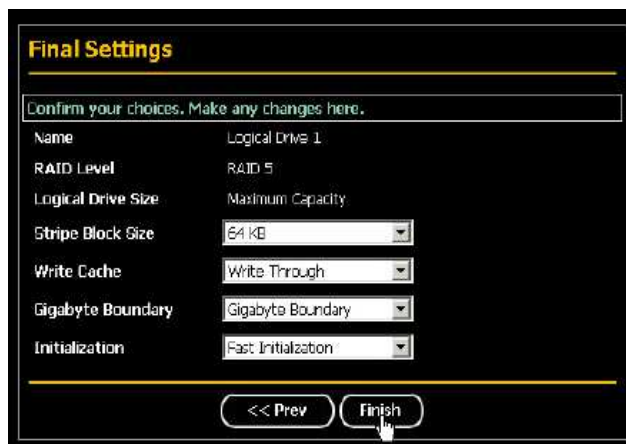 Final Settings
Confirm your choices. Make any changes here.
Name Logical Drive 1
RAID Level RAID 5
Logical Drive Size Maximum Capacity
Stripe Block Size 64 KB
Write Cache Write Through
Gigabyte Boundary Gigabyte Boundary
Initialization Fast Initialization
<< Prev Finish